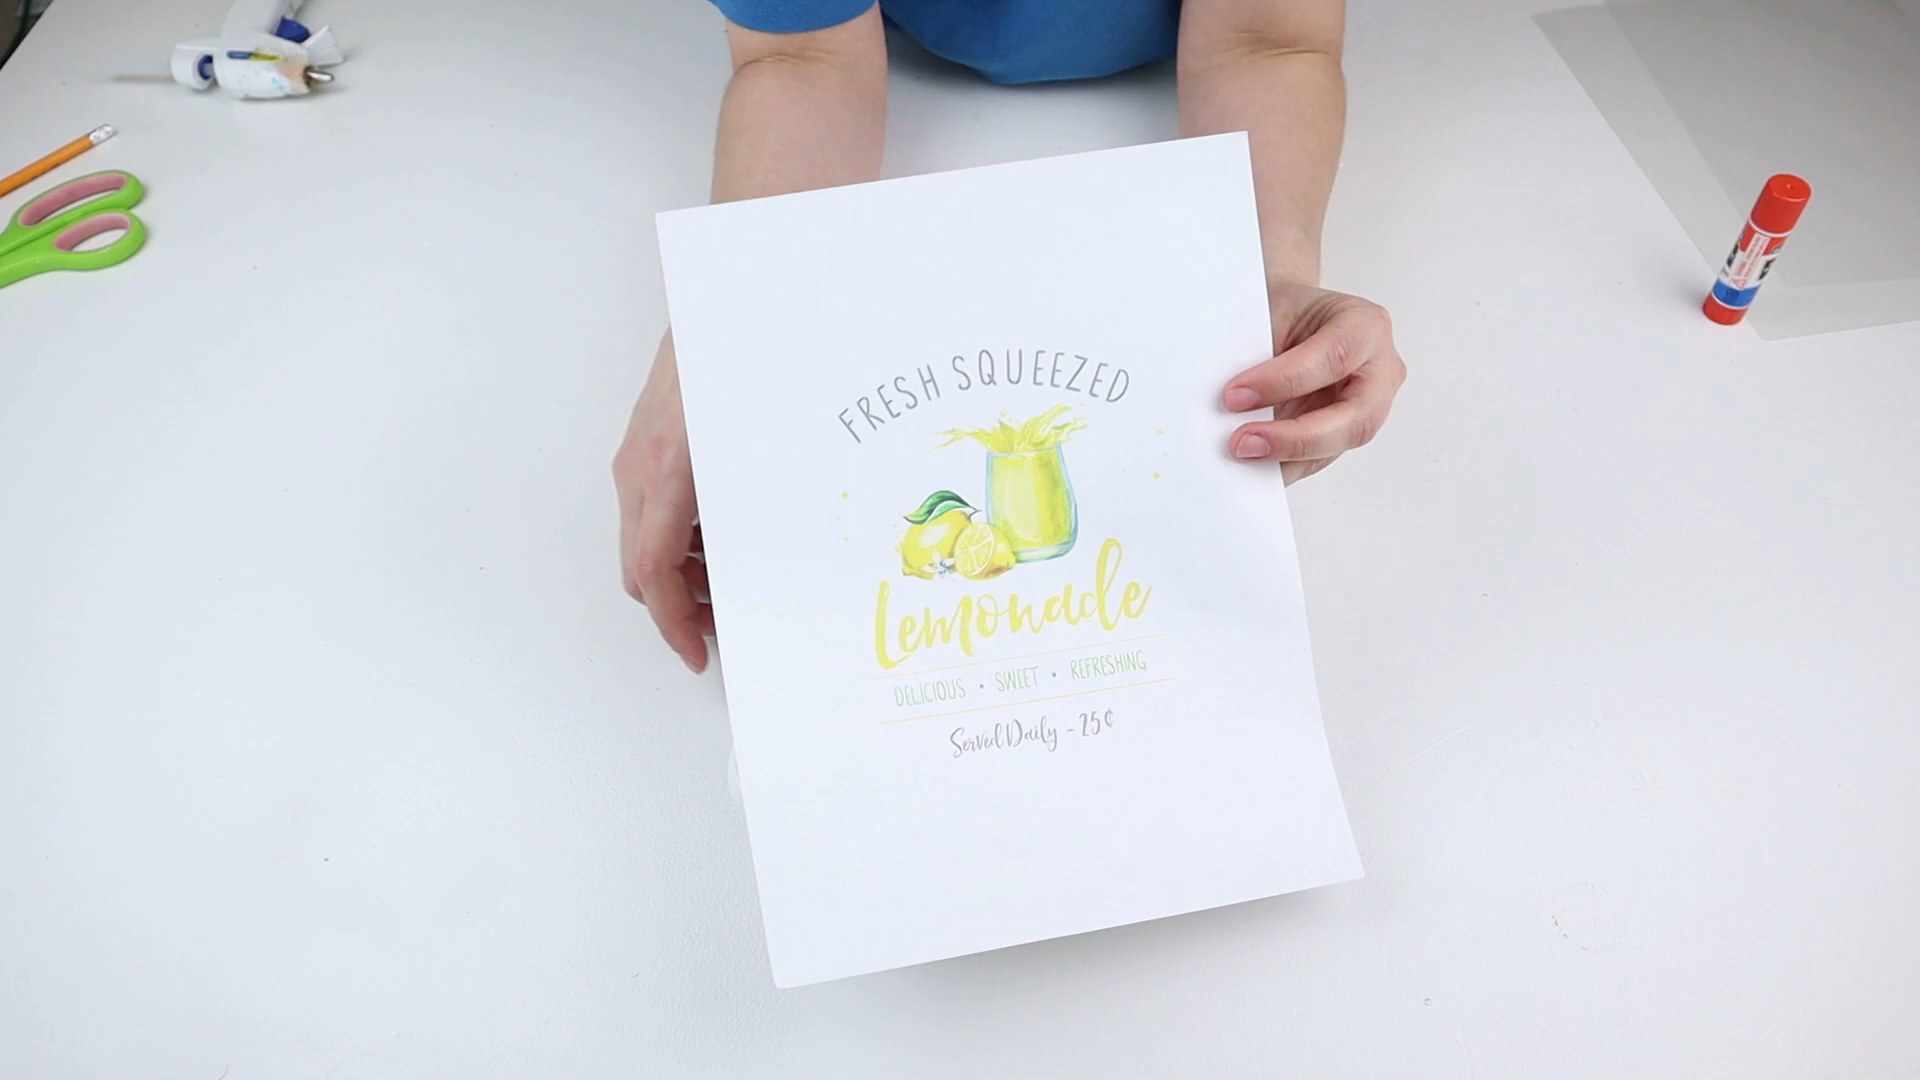 FRESH SQUEEZED
Lemonade
DELICIOUS • SWEET • REFRESHING
Served Daily - 25¢